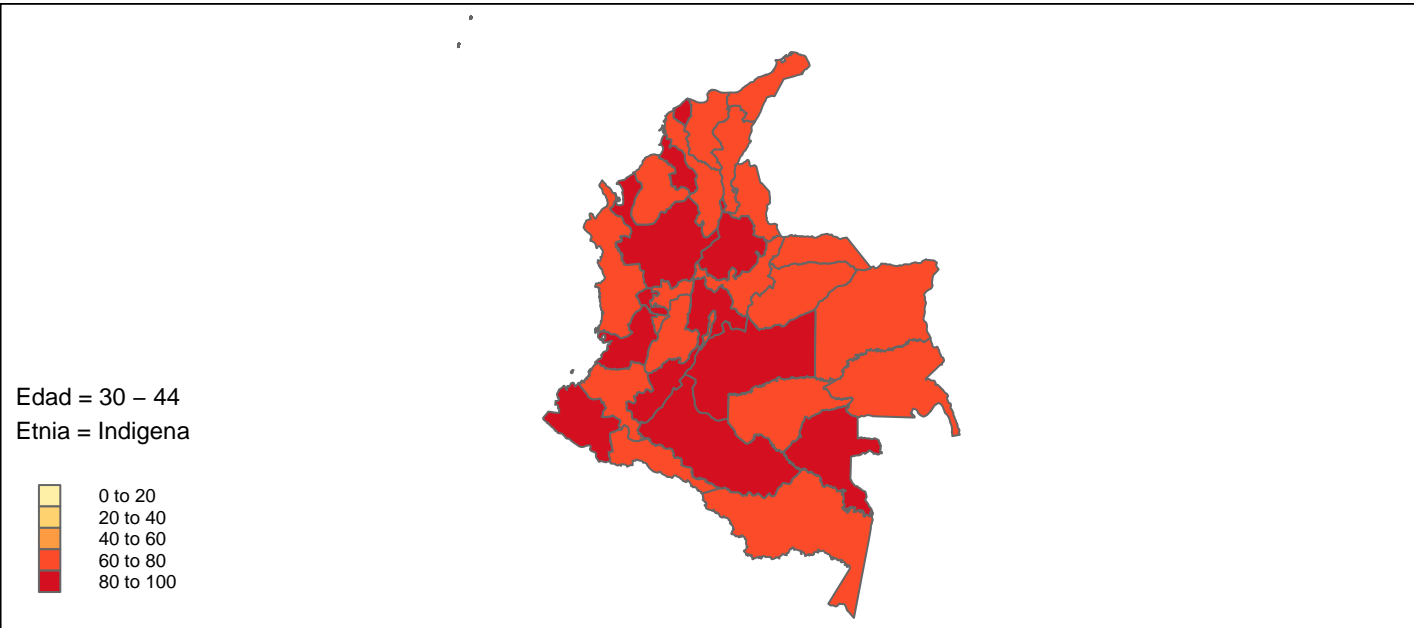 Edad = 30 – 44
Etnia = Indigena
0 to 20
20 to 40
40 to 60
60 to 80
80 to 100